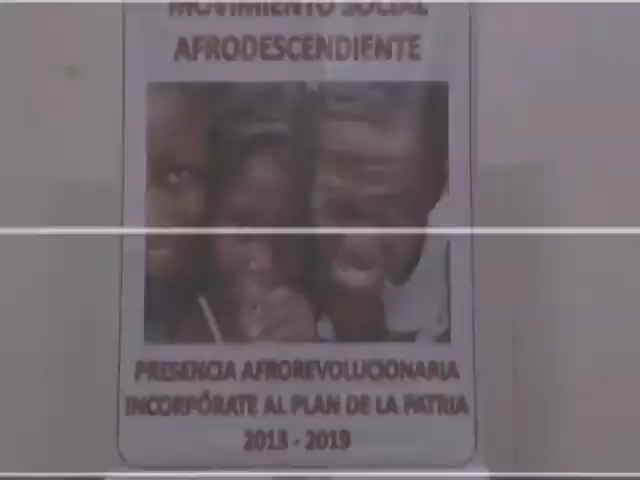 MOVIMIENTO SOCIAL
AFRODESCENDIENTE
PRESENCIA AFROREVOLUCIONARIA
INCORPÓRATE AL PLAN DE LA PATRIA
2013 - 2019